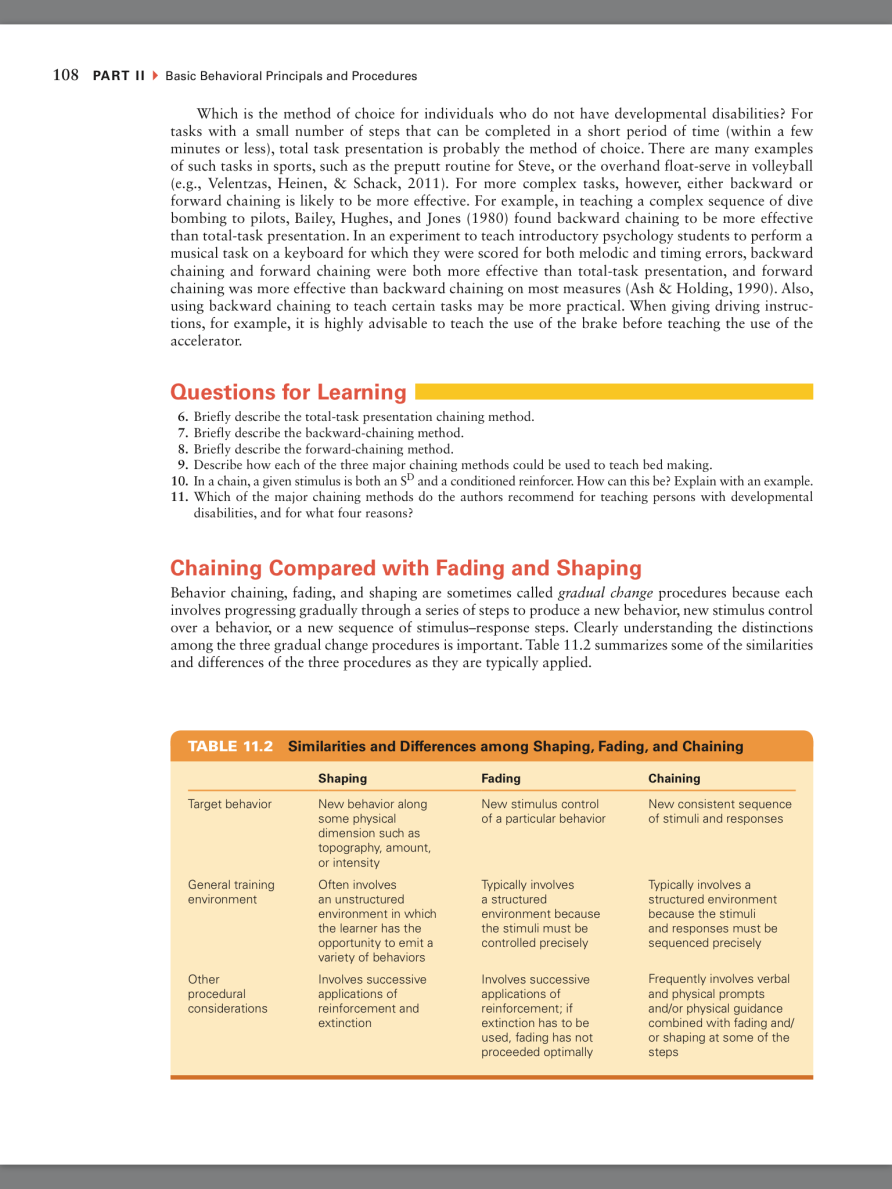 108 PART II ▸ Basic Behavioral Principals and Procedures
Which is the method of choice for individuals who do not have developmental disabilities? For
tasks with a small number of steps that can be completed in a short period of time (within a few
minutes or less), total task presentation is probably the method of choice. There are many examples
of such tasks in sports, such as the preputt routine for Steve, or the overhand float-serve in volleyball
(e.g., Velentzas, Heinen, & Schack, 2011). For more complex tasks, however, either backward or
forward chaining is likely to be more effective. For example, in teaching a complex sequence of dive
bombing to pilots, Bailey, Hughes, and Jones (1980) found backward chaining to be more effective
than total-task presentation. In an experiment to teach introductory psychology students to perform a
musical task on a keyboard for which they were scored for both melodic and timing errors, backward
chaining and forward chaining were both more effective than total-task presentation, and forward
chaining was more effective than backward chaining on most measures (Ash & Holding, 1990). Also,
using backward chaining to teach certain tasks may be more practical. When giving driving instruc-
tions, for example, it is highly advisable to teach the use of the brake before teaching the use of the
accelerator.
Questions for Learning
6. Briefly describe the total-task presentation chaining method.
7. Briefly describe the backward-chaining method.
8. Briefly describe the forward-chaining method.
9. Describe how each of the three major chaining methods could be used to teach bed making.
10. In a chain, a given stimulus is both an S^D and a conditioned reinforcer. How can this be? Explain with an example.
11. Which of the major chaining methods do the authors recommend for teaching persons with developmental
disabilities, and for what four reasons?
Chaining Compared with Fading and Shaping
Behavior chaining, fading, and shaping are sometimes called gradual change procedures because each
involves progressing gradually through a series of steps to produce a new behavior, new stimulus control
over a behavior, or a new sequence of stimulus–response steps. Clearly understanding the distinctions
among the three gradual change procedures is important. Table 11.2 summarizes some of the similarities
and differences of the three procedures as they are typically applied.
TABLE 11.2 Similarities and Differences among Shaping, Fading, and Chaining
Shaping Fading Chaining
Target behavior
New behavior along
some physical
dimension such as
topography, amount,
or intensity
New stimulus control
of a particular behavior
New consistent sequence
of stimuli and responses
General training
environment
Often involves
an unstructured
environment in which
the learner has the
opportunity to emit a
variety of behaviors
Typically involves
a structured
environment because
the stimuli must be
controlled precisely
Typically involves a
structured environment
because the stimuli
and responses must be
sequenced precisely
Other
procedural
considerations
Involves successive
applications of
reinforcement and
extinction
Involves successive
applications of
reinforcement; if
extinction has to be
used, fading has not
proceeded optimally
Frequently involves verbal
and physical prompts
and/or physical guidance
combined with fading and/
or shaping at some of the
steps